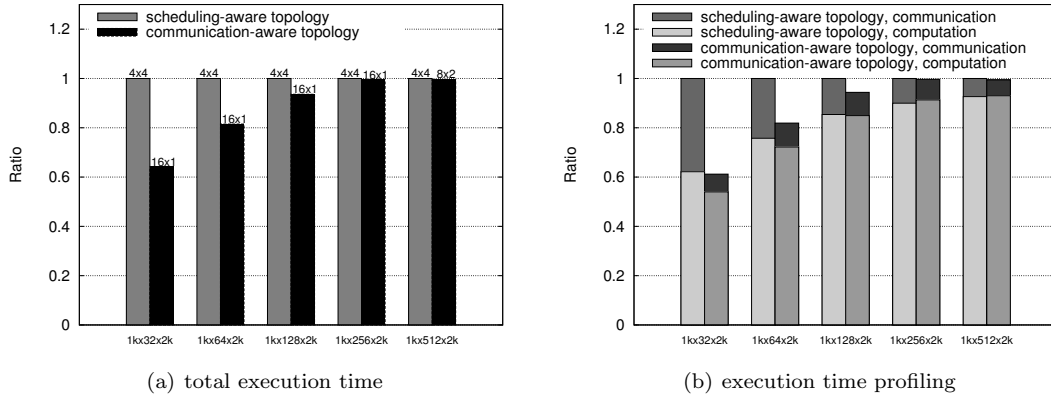 scheduling-aware topology
communication-aware topology
1.2
1
0.8
0.6
0.4
0.2
0
Ratio
4x4
16x1
4x4
16x1
4x4
16x1
4x4
16x1
4x4
8x2
1kx32x2k
1kx64x2k
1kx128x2k
1kx256x2k
1kx512x2k
(a) total execution time
scheduling-aware topology, communication
scheduling-aware topology, computation
communication-aware topology, communication
communication-aware topology, computation
1.2
1
0.8
0.6
0.4
0.2
0
Ratio
1kx32x2k
1kx64x2k
1kx128x2k
1kx256x2k
1kx512x2k
(b) execution time profiling